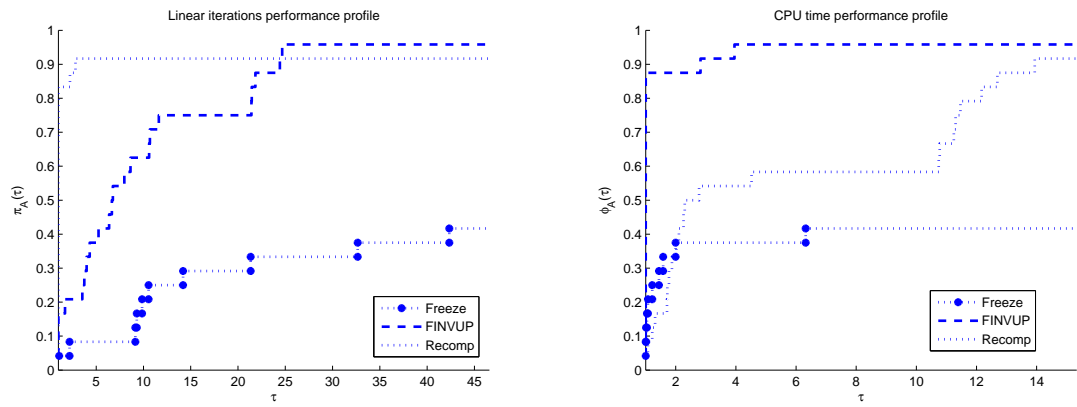 Linear iterations performance profile
1
0.9
0.8
0.7
0.6
0.5
0.4
0.3
0.2
0.1
0
π_A(τ)
5 10 15 20 25 30 35 40 45
τ
Freeze
FINVUP
Recomp
CPU time performance profile
1
0.9
0.8
0.7
0.6
0.5
0.4
0.3
0.2
0.1
0
ϕ_A(τ)
2 4 6 8 10 12 14
τ
Freeze
FINVUP
Recomp